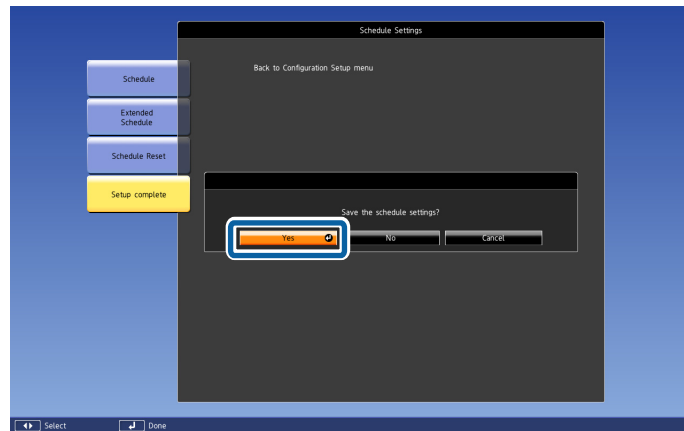 Schedule Settings
Back to Configuration Setup menu
Schedule
Extended
Schedule
Schedule Reset
Setup complete
Save the schedule settings?
Yes No Cancel
Select Done